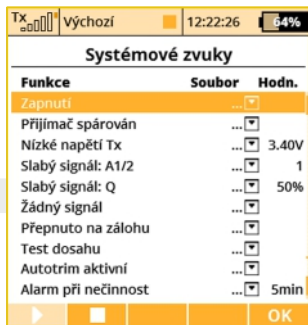 Tx Výchozí 12:22:26 64%
Systémové zvuky
Funkce Soubor Hodn.
Zapnutí ...
Přijímač spárován ...
Nízké napětí Tx ... 3.40V
Slabý signál: A1/2 ... 1
Slabý signál: Q ... 50%
Žádný signál ...
Přepnuto na zálohu ...
Test dosahu ...
Autotrim aktivní ...
Alarm při nečinnost ... 5min
OK